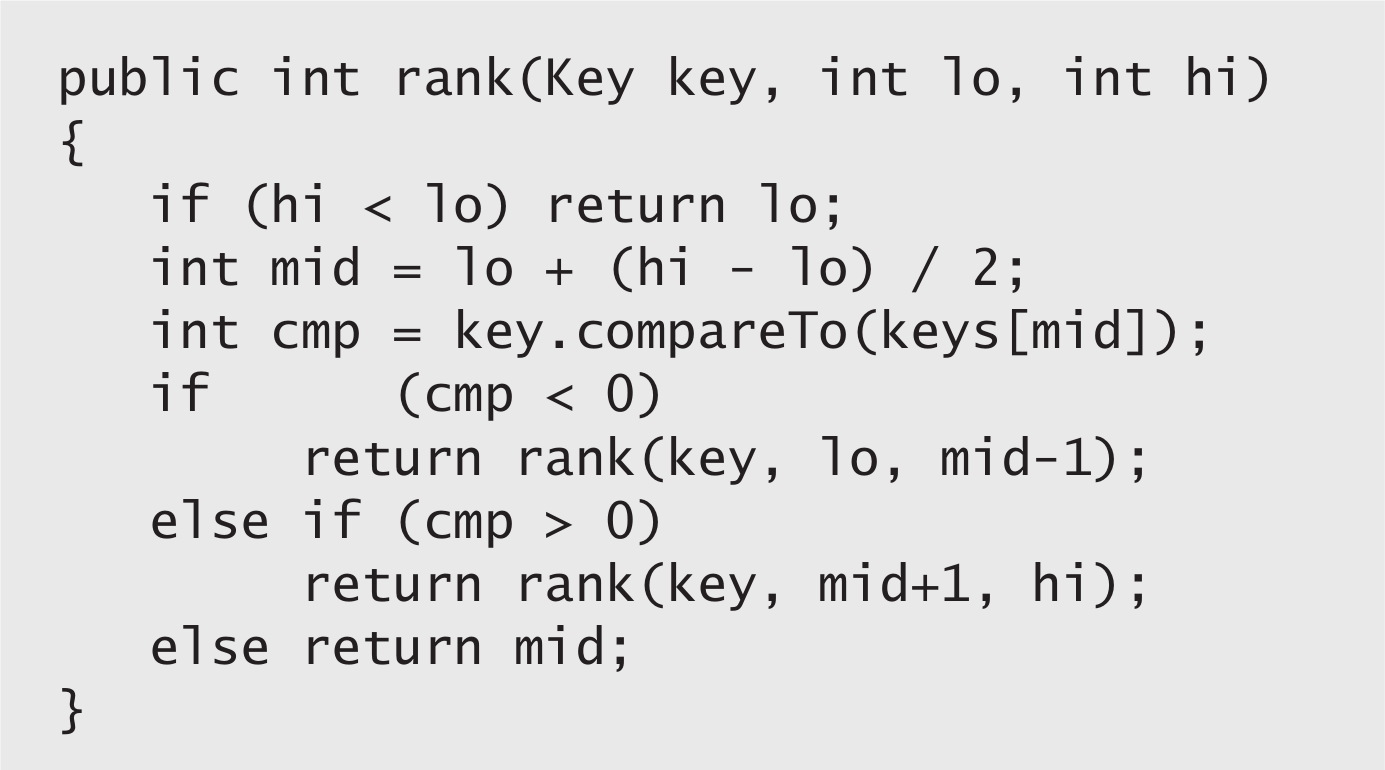 public int rank(Key key, int lo, int hi)
{
   if (hi < lo) return lo;
   int mid = lo + (hi - lo) / 2;
   int cmp = key.compareTo(keys[mid]);
   if      (cmp < 0)
        return rank(key, lo, mid-1);
   else if (cmp > 0)
        return rank(key, mid+1, hi);
   else return mid;
}